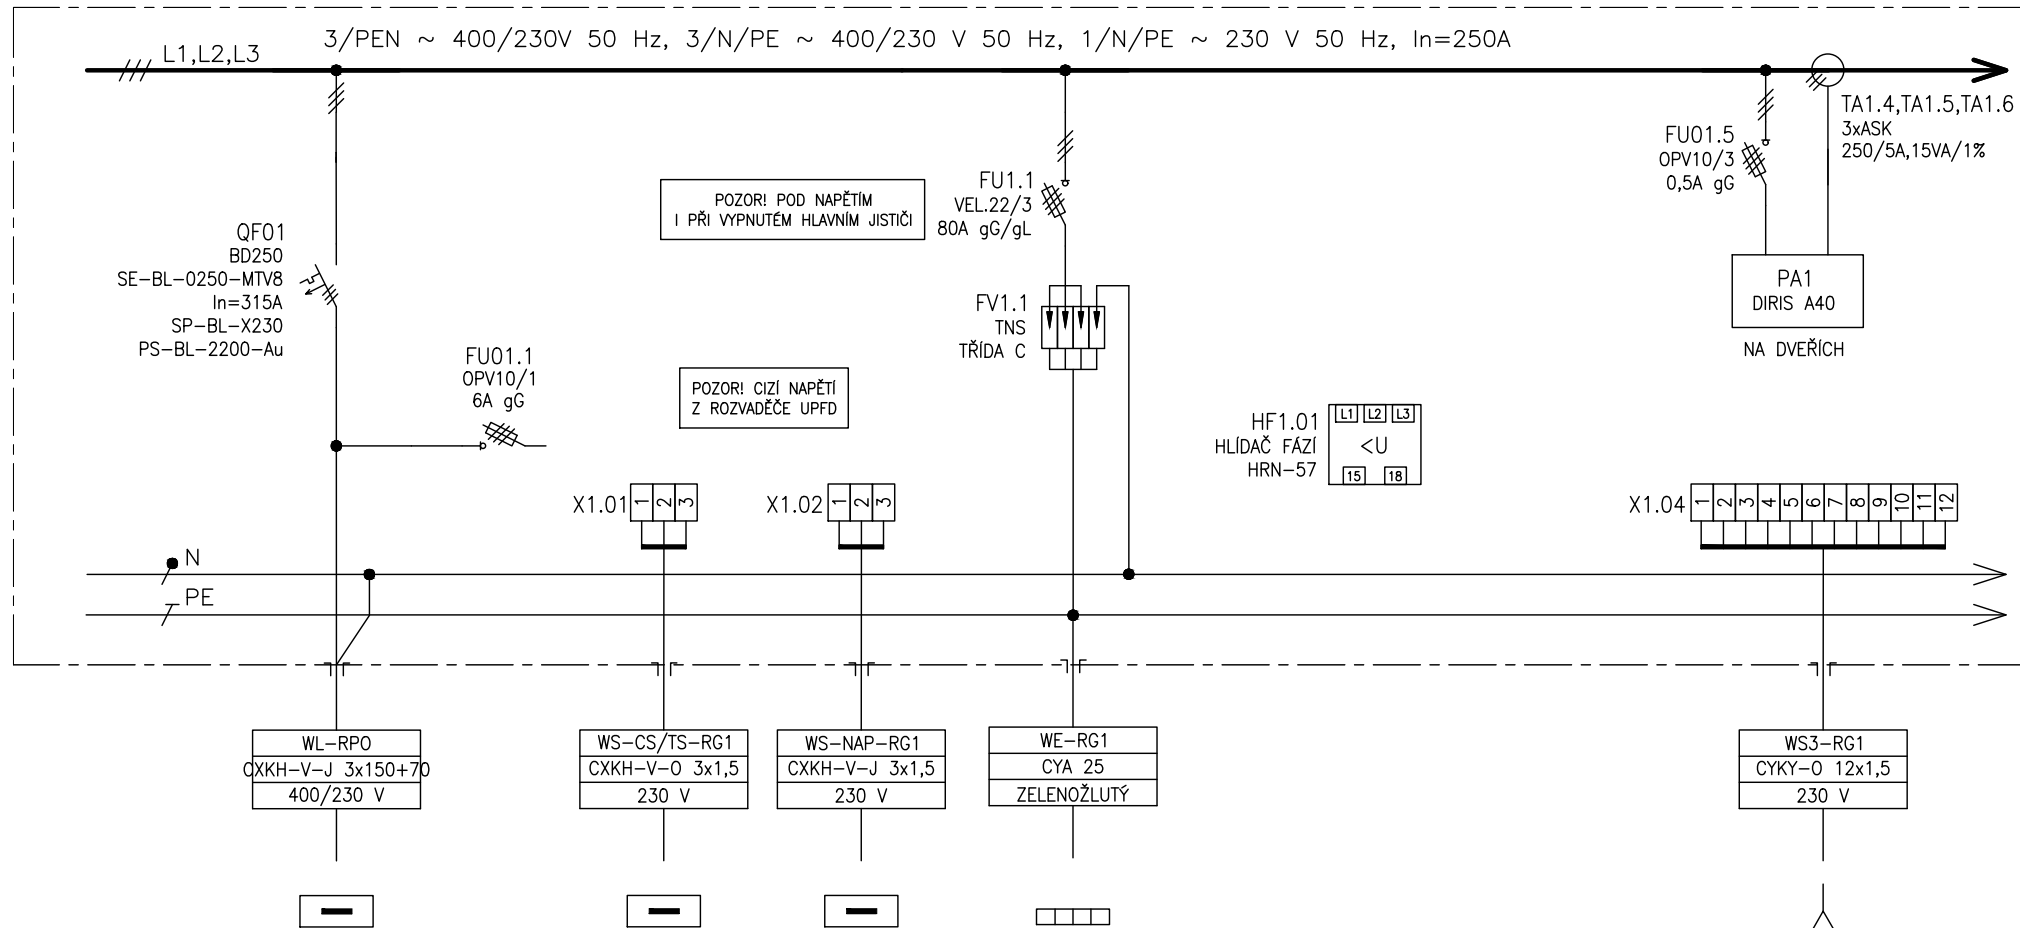 3/PEN ~ 400/230V 50 Hz, 3/N/PE ~ 400/230 V 50 Hz, 1/N/PE ~ 230 V 50 Hz, In=250A
L1,L2,L3
TA1.4,TA1.5,TA1.6
3xASK
250/5A,15VA/1%
FU01.5
OPV10/3
0,5A gG
FU1.1
VEL.22/3
80A gG/gL
POZOR! POD NAPĚTÍM
I PŘI VYPNUTÉM HLAVNÍM JISTIČI
QF01
BD250
SE-BL-0250-MTV8
In=315A
SP-BL-X230
PS-BL-2200-Au
PA1
DIRIS A40
NA DVEŘÍCH
FV1.1
TNS
TŘÍDA C
FU01.1
OPV10/1
6A gG
POZOR! CIZÍ NAPĚTÍ
Z ROZVADĚČE UPFD
HF1.01
HLÍDAČ FÁZÍ
HRN-57
L1 L2 L3
<U
15 18
X1.01
1 2 3
X1.02
1 2 3
X1.04
1 2 3 4 5 6 7 8 9 10 11 12
N
PE
WL-RPO
CXKH-V-J 3x150+70
400/230 V
WS-CS/TS-RG1
CXKH-V-O 3x1,5
230 V
WS-NAP-RG1
CXKH-V-J 3x1,5
230 V
WE-RG1
CYA 25
ZELENOŽLUTÝ
WS3-RG1
CYKY-O 12x1,5
230 V